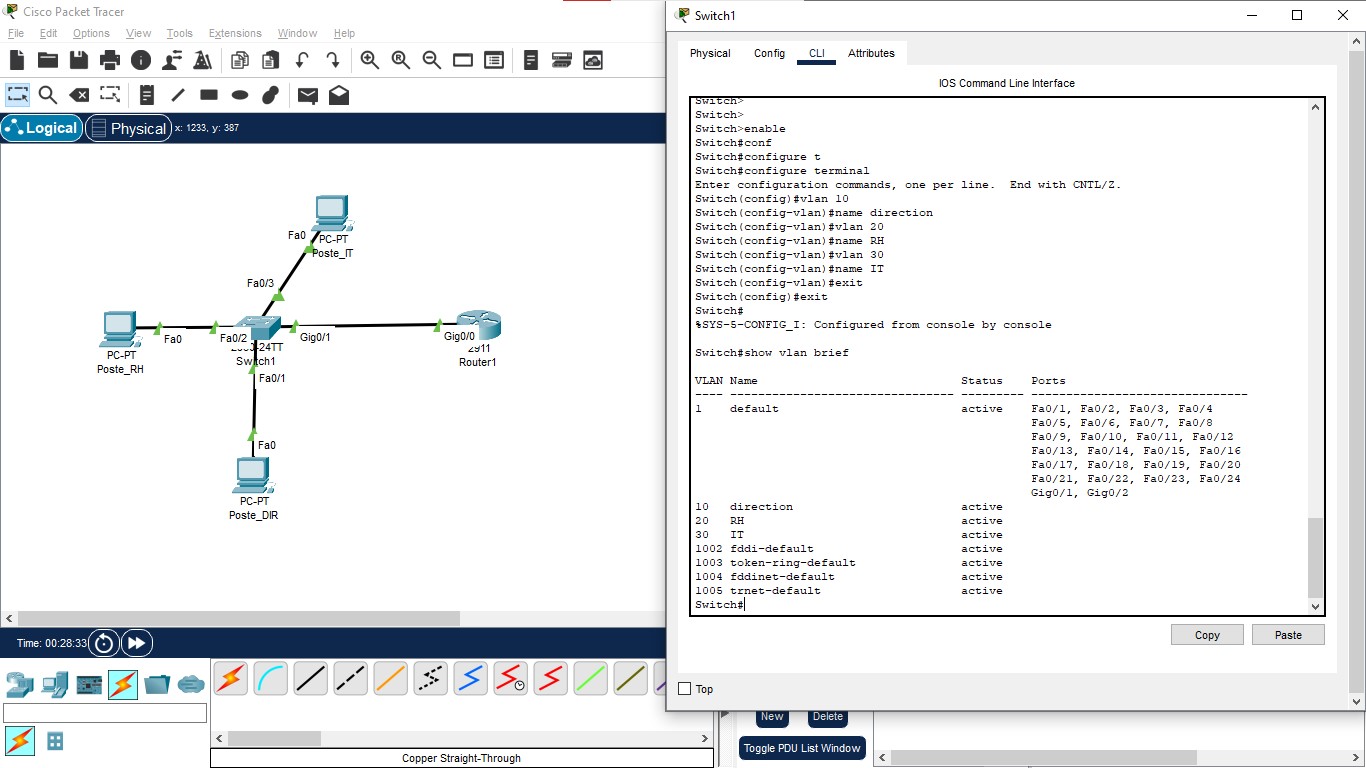 Cisco Packet Tracer
File Edit Options View Tools Extensions Window Help
Logical Physical x: 1233, y: 387
Fa0
PC-PT
Poste_IT
Fa0/3
Fa0
Fa0/2
Gig0/1
Gig0/0
PC-PT
Poste_RH
24TT
Switch1
2911
Router1
Fa0/1
Fa0
PC-PT
Poste_DIR
Time: 00:28:33
Copper Straight-Through
New Delete
Toggle PDU List Window
Switch1
Physical Config CLI Attributes
IOS Command Line Interface
Switch>
Switch>
Switch>enable
Switch#conf
Switch#configure t
Switch#configure terminal
Enter configuration commands, one per line.  End with CNTL/Z.
Switch(config)#vlan 10
Switch(config-vlan)#name direction
Switch(config-vlan)#vlan 20
Switch(config-vlan)#name RH
Switch(config-vlan)#vlan 30
Switch(config-vlan)#name IT
Switch(config-vlan)#exit
Switch(config)#exit
Switch#
%SYS-5-CONFIG_I: Configured from console by console
Switch#show vlan brief
VLAN Name Status Ports
---- -------------------------------- --------- -------------------------------
1 default active Fa0/1, Fa0/2, Fa0/3, Fa0/4
Fa0/5, Fa0/6, Fa0/7, Fa0/8
Fa0/9, Fa0/10, Fa0/11, Fa0/12
Fa0/13, Fa0/14, Fa0/15, Fa0/16
Fa0/17, Fa0/18, Fa0/19, Fa0/20
Fa0/21, Fa0/22, Fa0/23, Fa0/24
Gig0/1, Gig0/2
10 direction active
20 RH active
30 IT active
1002 fddi-default active
1003 token-ring-default active
1004 fddinet-default active
1005 trnet-default active
Switch#
Copy Paste
Top